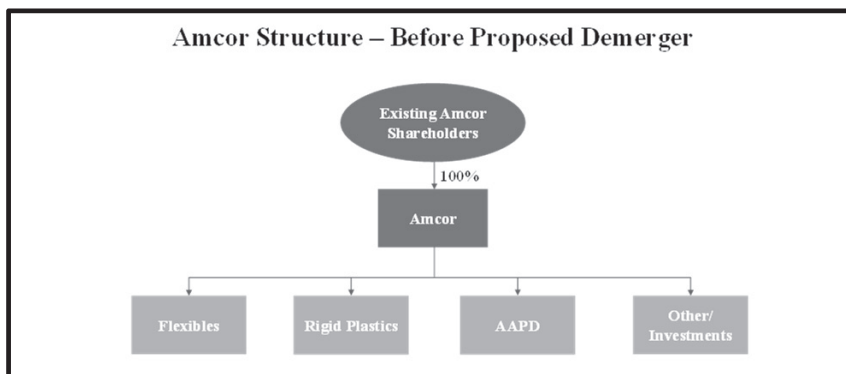 Amcor Structure – Before Proposed Demerger
Existing Amcor
Shareholders
100%
Amcor
Flexibles
Rigid Plastics
AAPD
Other/
Investments